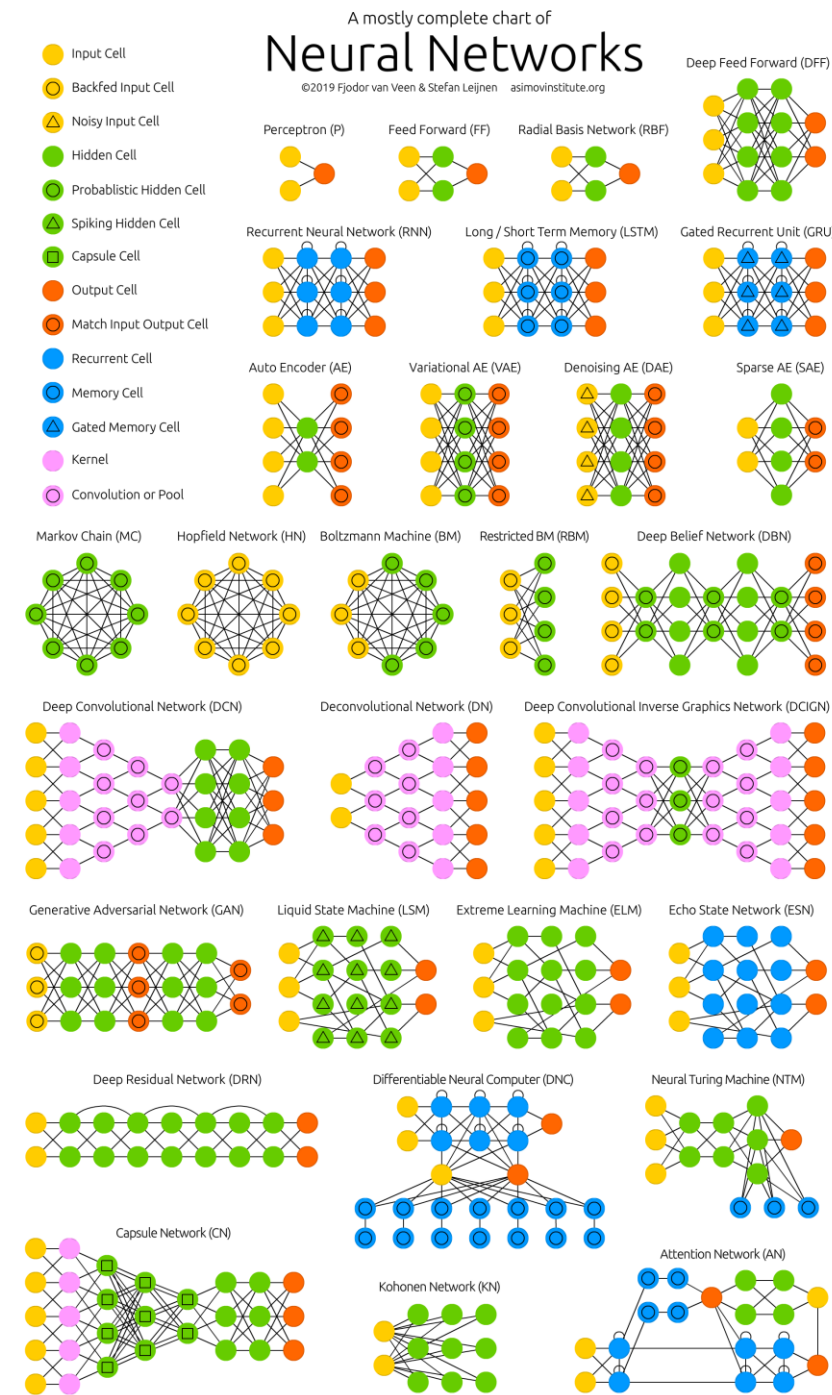 A mostly complete chart of
Neural Networks
©2019 Fjodor van Veen & Stefan Leijnen asimovinstitute.org
Input Cell
Backfed Input Cell
Noisy Input Cell
Hidden Cell
Probablistic Hidden Cell
Spiking Hidden Cell
Capsule Cell
Output Cell
Match Input Output Cell
Recurrent Cell
Memory Cell
Gated Memory Cell
Kernel
Convolution or Pool
Deep Feed Forward (DFF)
Perceptron (P)
Feed Forward (FF)
Radial Basis Network (RBF)
Recurrent Neural Network (RNN)
Long / Short Term Memory (LSTM)
Gated Recurrent Unit (GRU
Auto Encoder (AE)
Variational AE (VAE)
Denoising AE (DAE)
Sparse AE (SAE)
Markov Chain (MC)
Hopfield Network (HN)
Boltzmann Machine (BM)
Restricted BM (RBM)
Deep Belief Network (DBN)
Deep Convolutional Network (DCN)
Deconvolutional Network (DN)
Deep Convolutional Inverse Graphics Network (DCIGN)
Generative Adversarial Network (GAN)
Liquid State Machine (LSM)
Extreme Learning Machine (ELM)
Echo State Network (ESN)
Deep Residual Network (DRN)
Differentiable Neural Computer (DNC)
Neural Turing Machine (NTM)
Capsule Network (CN)
Kohonen Network (KN)
Attention Network (AN)